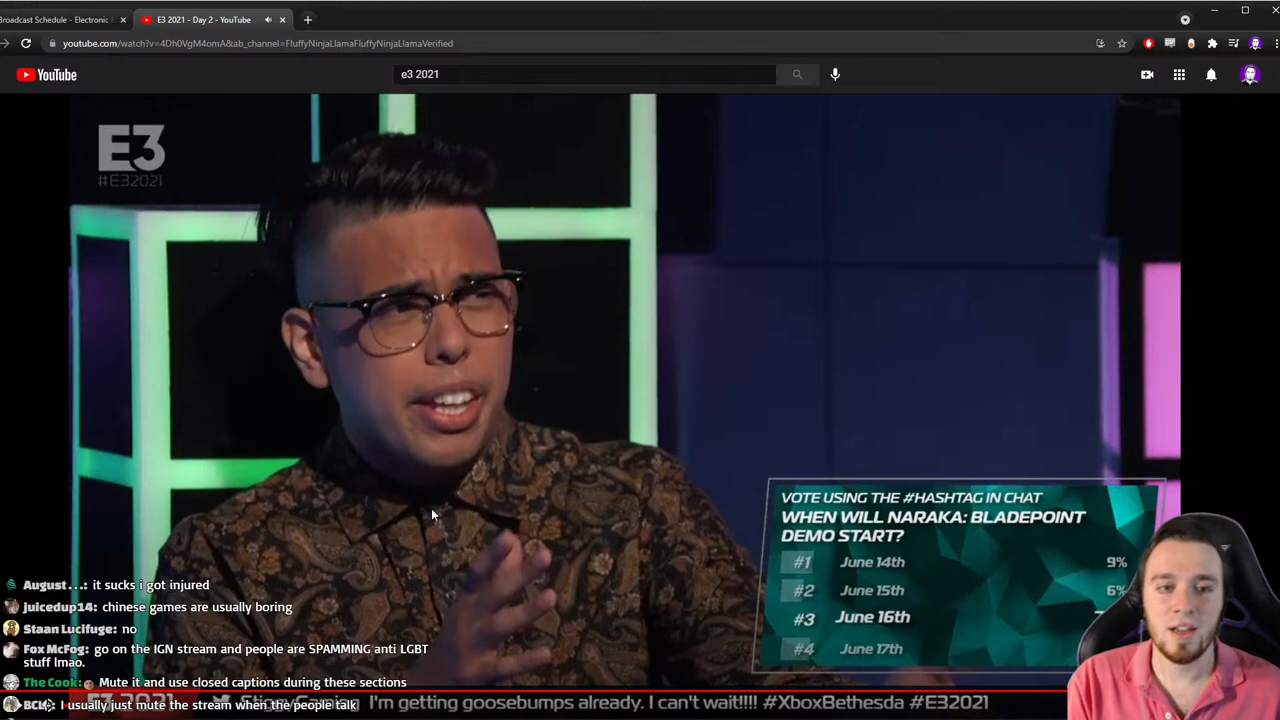 Broadcast Schedule - Electronic E
E3 2021 - Day 2 - YouTube
youtube.com/watch?v=4Dh0VgM4omA&ab_channel=FluffyNinjaLlamaFluffyNinjaLlamaVerified
YouTube
e3 2021
E3
#E32021
VOTE USING THE #HASHTAG IN CHAT
WHEN WILL NARAKA: BLADEPOINT
DEMO START?
#1 June 14th 9%
#2 June 15th 6%
#3 June 16th
#4 June 17th
August...: it sucks i got injured
juicedup14: chinese games are usually boring
Staan Lucifuge: no
Fox McFog: go on the IGN stream and people are SPAMMING anti LGBT
stuff lmao.
The Cook: Mute it and use closed captions during these sections
I usually just mute the stream when the people talk
E3 2021 I'm getting goosebumps already. I can't wait!!!! #XboxBethesda #E32021